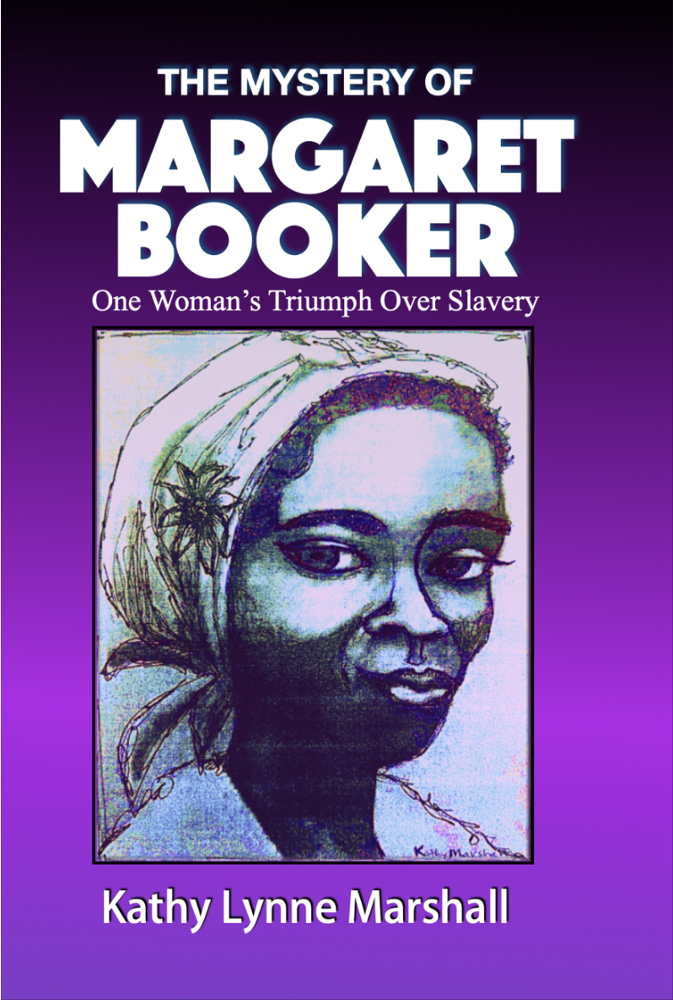 THE MYSTERY OF
MARGARET
BOOKER
One Woman's Triumph Over Slavery
Kathy Marshall
Kathy Lynne Marshall